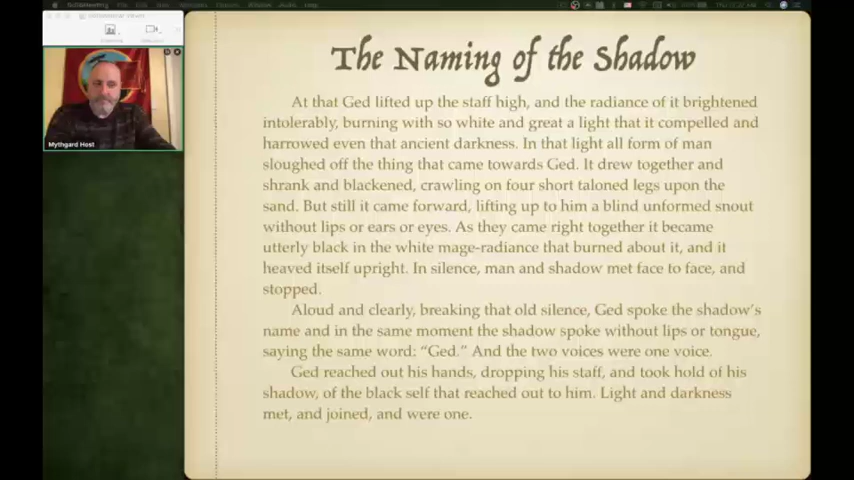 The Naming of the Shadow
At that Ged lifted up the staff high, and the radiance of it brightened
intolerably, burning with so white and great a light that it compelled and
harrowed even that ancient darkness. In that light all form of man
sloughed off the thing that came towards Ged. It drew together and
shrank and blackened, crawling on four short taloned legs upon the
sand. But still it came forward, lifting up to him a blind unformed snout
without lips or ears or eyes. As they came right together it became
utterly black in the white mage-radiance that burned about it, and it
heaved itself upright. In silence, man and shadow met face to face, and
stopped.
Aloud and clearly, breaking that old silence, Ged spoke the shadow's
name and in the same moment the shadow spoke without lips or tongue,
saying the same word: “Ged.” And the two voices were one voice.
Ged reached out his hands, dropping his staff, and took hold of his
shadow, of the black self that reached out to him. Light and darkness
met, and joined, and were one.
Mythgard Host